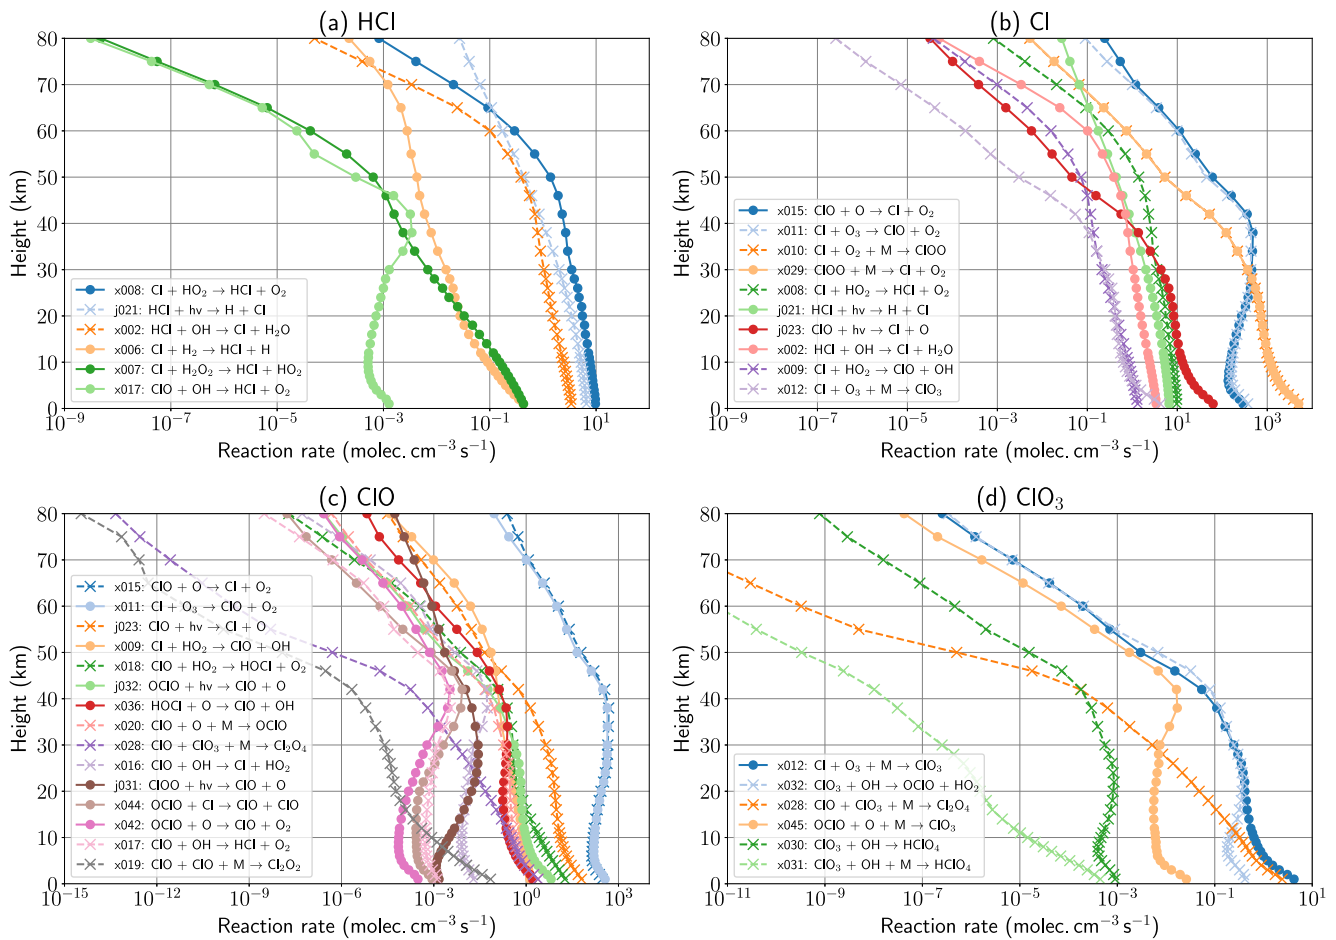 (a) HCl
80
70
60
50
40
30
20
10
0
Height (km)
x008: Cl + HO₂ → HCl + O₂
j021: HCl + hν → H + Cl
x002: HCl + OH → Cl + H₂O
x006: Cl + H₂ → HCl + H
x007: Cl + H₂O₂ → HCl + HO₂
x017: ClO + OH → HCl + O₂
10⁻⁹ 10⁻⁷ 10⁻⁵ 10⁻³ 10⁻¹ 10¹
Reaction rate (molec. cm⁻³ s⁻¹)
(b) Cl
80
70
60
50
40
30
20
10
0
Height (km)
x015: ClO + O → Cl + O₂
x011: Cl + O₃ → ClO + O₂
x010: Cl + O₂ + M → ClOO
x029: ClOO + M → Cl + O₂
x008: Cl + HO₂ → HCl + O₂
j021: HCl + hν → H + Cl
j023: ClO + hν → Cl + O
x002: HCl + OH → Cl + H₂O
x009: Cl + HO₂ → ClO + OH
x012: Cl + O₃ + M → ClO₃
10⁻⁹ 10⁻⁷ 10⁻⁵ 10⁻³ 10⁻¹ 10¹ 10³
Reaction rate (molec. cm⁻³ s⁻¹)
(c) ClO
80
70
60
50
40
30
20
10
0
Height (km)
x015: ClO + O → Cl + O₂
x011: Cl + O₃ → ClO + O₂
j023: ClO + hν → Cl + O
x009: Cl + HO₂ → ClO + OH
x018: ClO + HO₂ → HOCl + O₂
j032: OClO + hν → ClO + O
x036: HOCl + O → ClO + OH
x020: ClO + O + M → OClO
x028: ClO + ClO₃ + M → Cl₂O₄
x016: ClO + OH → Cl + HO₂
j031: ClOO + hν → ClO + O
x044: OClO + Cl → ClO + ClO
x042: OClO + O → ClO + O₂
x017: ClO + OH → HCl + O₂
x019: ClO + ClO + M → Cl₂O₂
10⁻¹⁵ 10⁻¹² 10⁻⁹ 10⁻⁶ 10⁻³ 10⁰ 10³
Reaction rate (molec. cm⁻³ s⁻¹)
(d) ClO₃
80
70
60
50
40
30
20
10
0
Height (km)
x012: Cl + O₃ + M → ClO₃
x032: ClO₃ + OH → OClO + HO₂
x028: ClO + ClO₃ + M → Cl₂O₄
x045: OClO + O + M → ClO₃
x030: ClO₃ + OH → HClO₄
x031: ClO₃ + OH + M → HClO₄
10⁻¹¹ 10⁻⁹ 10⁻⁷ 10⁻⁵ 10⁻³ 10⁻¹ 10¹
Reaction rate (molec. cm⁻³ s⁻¹)